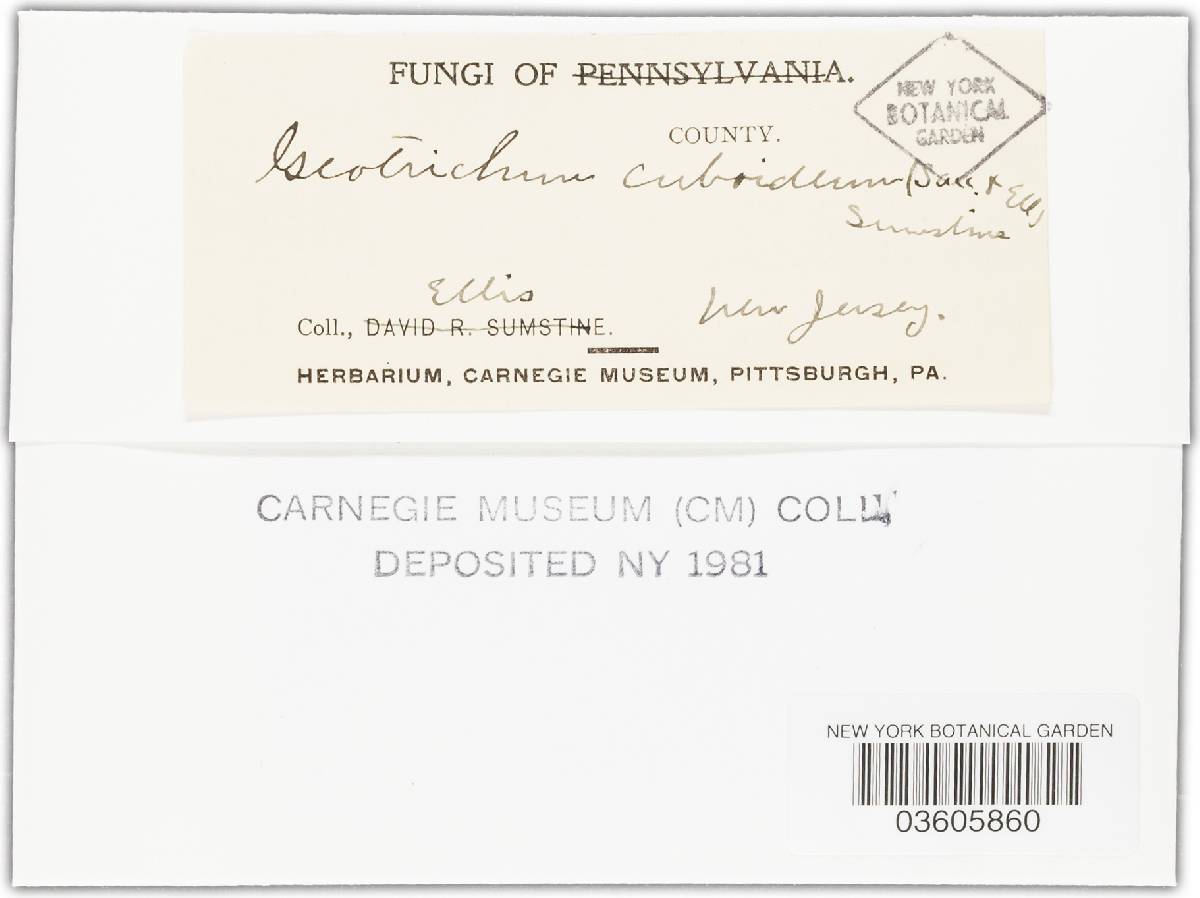 FUNGI OF PENNSYLVANIA.
NEW YORK
BOTANICAL
GARDEN
COUNTY.
Geotrichum cuboideum (Sacc. & Ell)
Sumstine
Ellis
Coll., DAVID R. SUMSTINE.
New Jersey.
HERBARIUM, CARNEGIE MUSEUM, PITTSBURGH, PA.
CARNEGIE MUSEUM (CM) COLL.
DEPOSITED NY 1981
NEW YORK BOTANICAL GARDEN
03605860